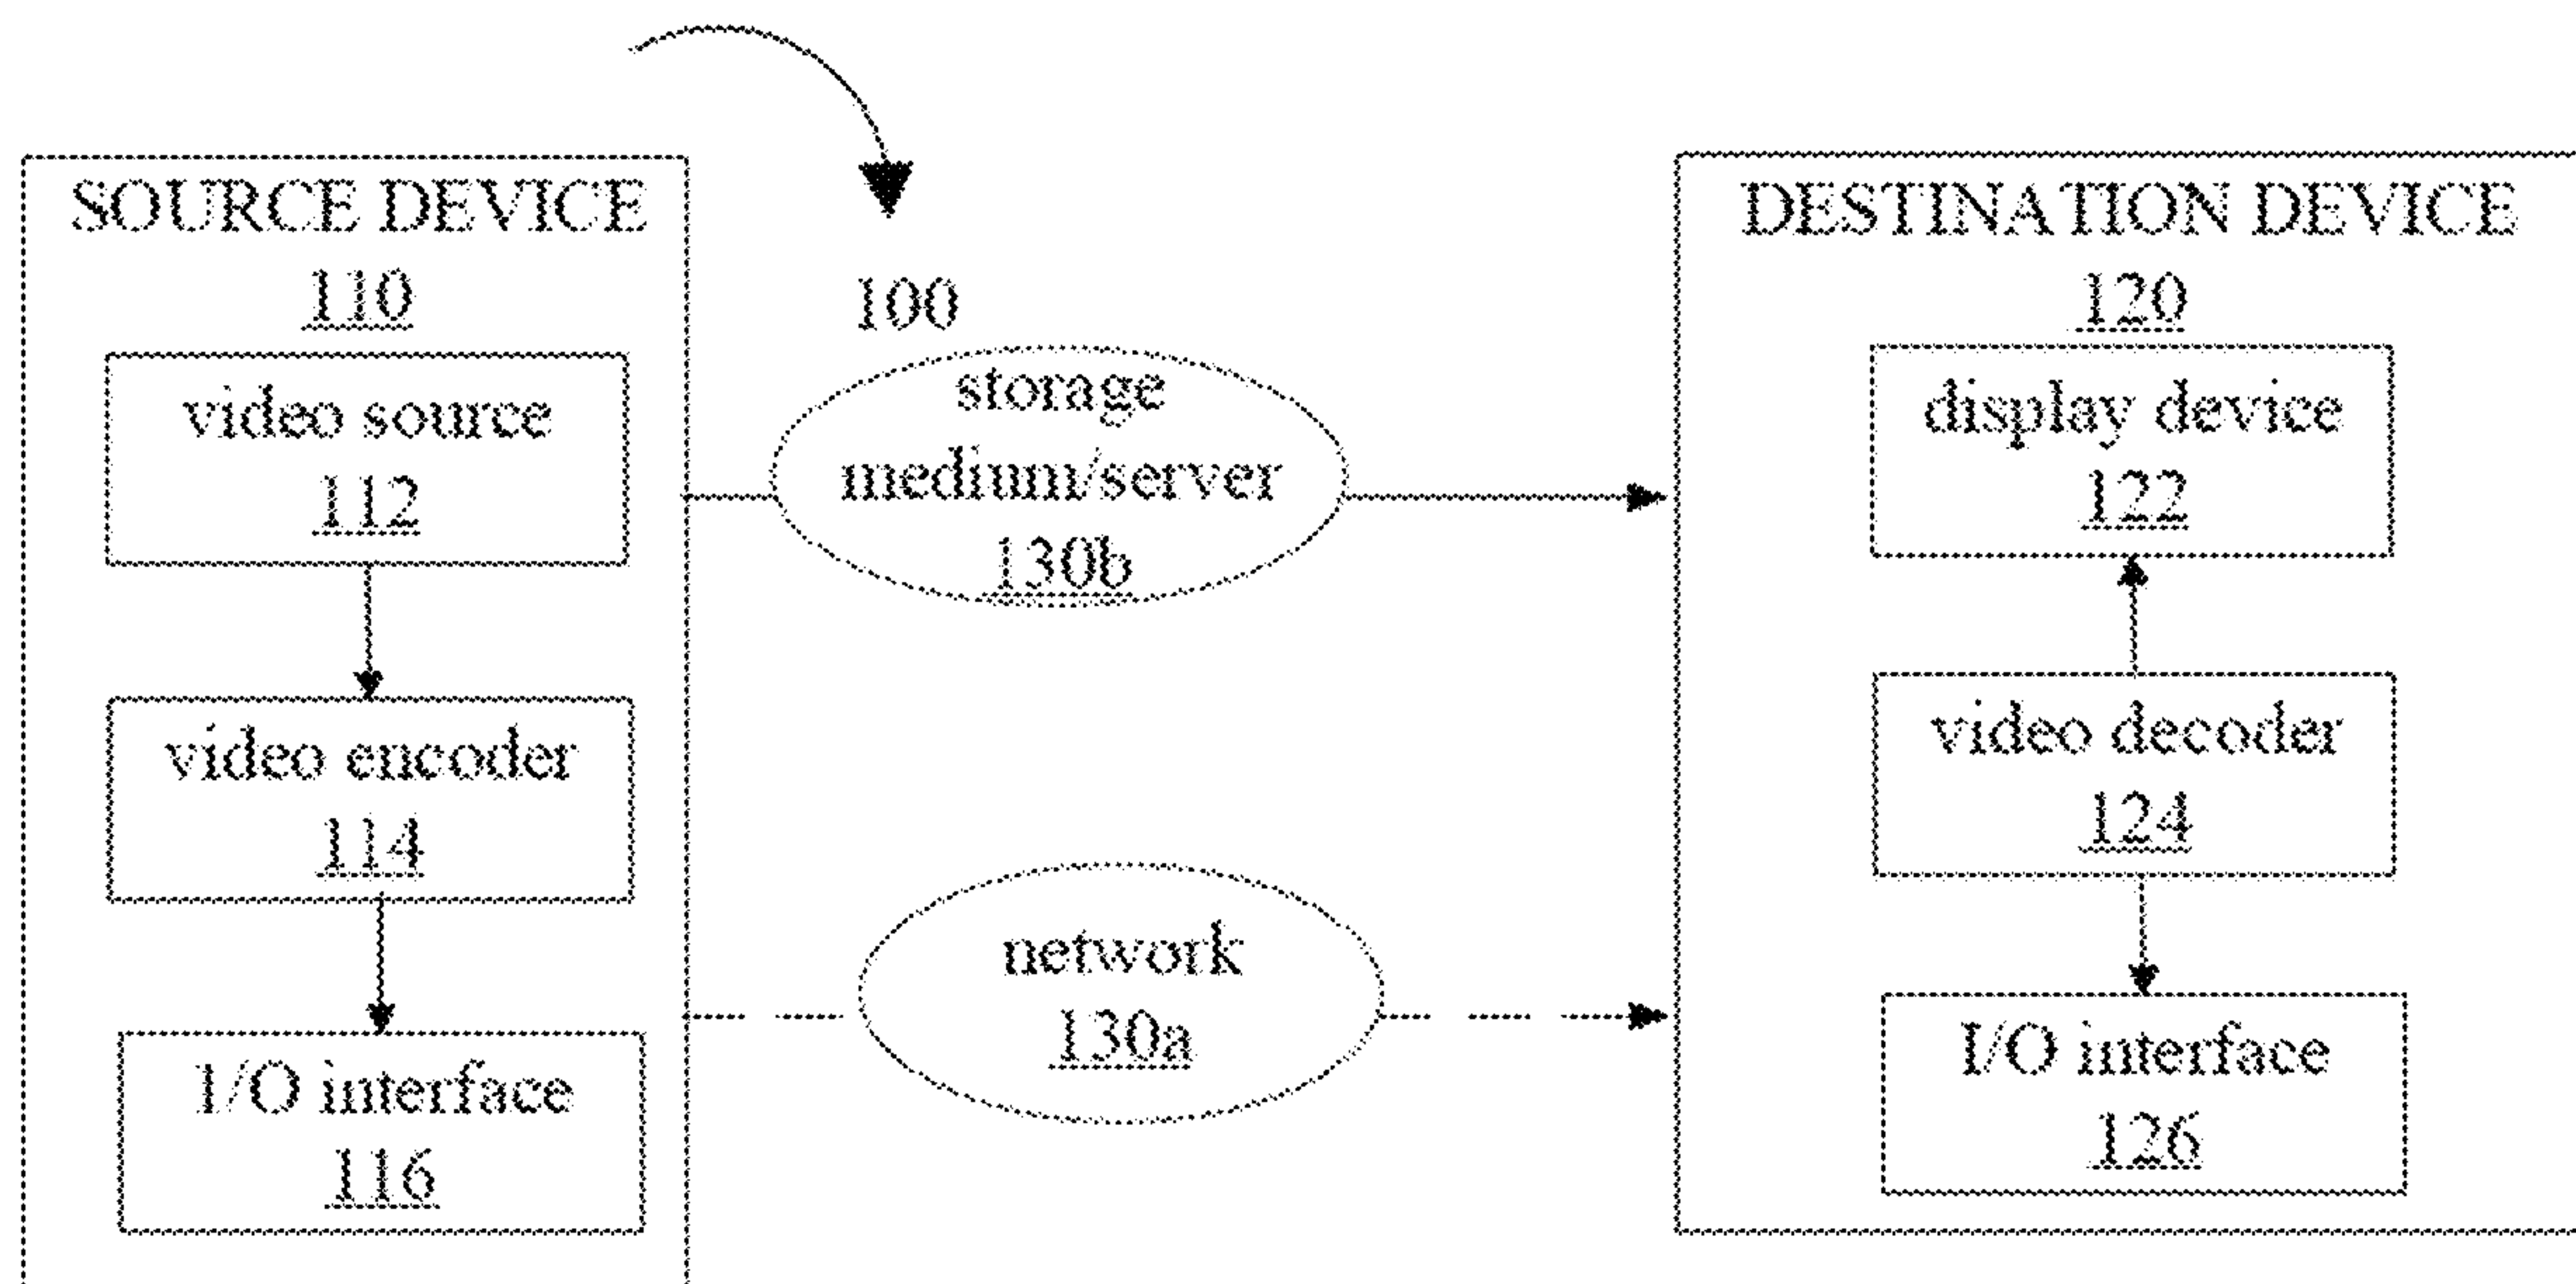 SOURCE DEVICE
110
video source
112
video encoder
114
I/O interface
116
100
storage
medium/server
130b
network
130a
DESTINATION DEVICE
120
display device
122
video decoder
124
I/O interface
126